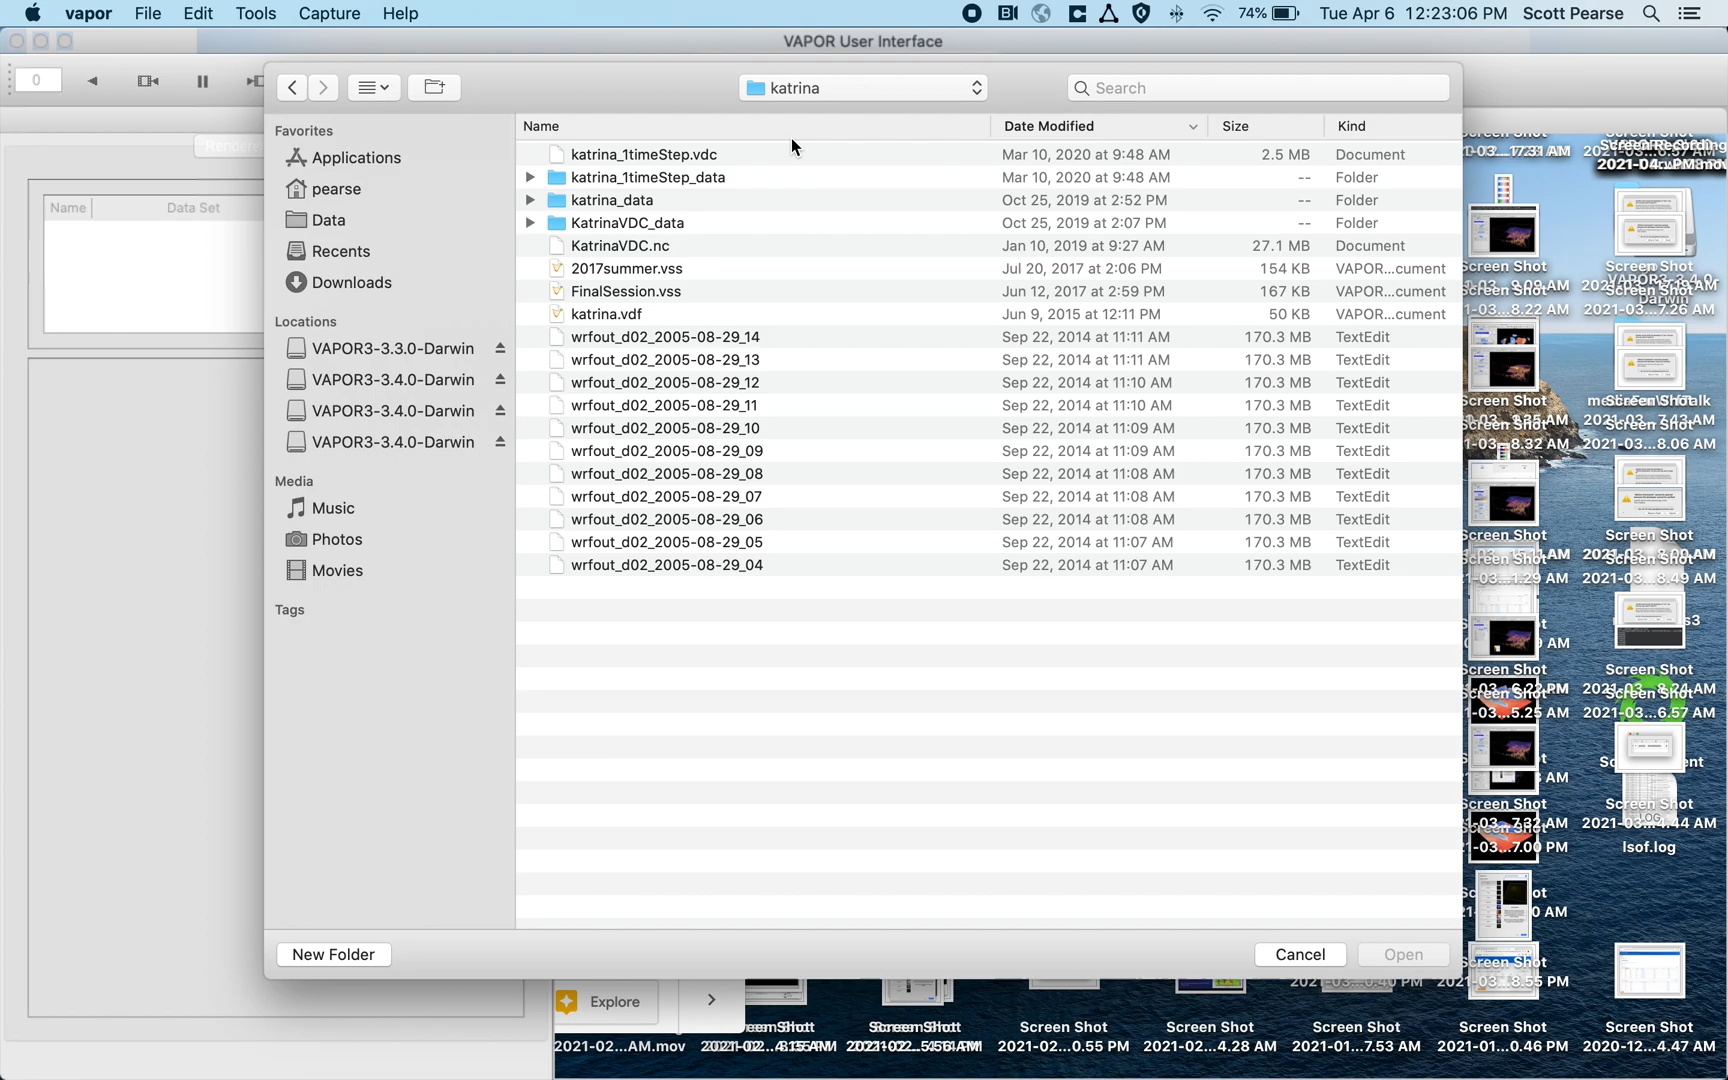 vapor File Edit Tools Capture Help 74% Tue Apr 6 12:23:06 PM Scott Pearse
VAPOR User Interface
0
katrina
Search
Favorites
Applications
pearse
Data
Recents
Downloads
Locations
VAPOR3-3.3.0-Darwin
VAPOR3-3.4.0-Darwin
VAPOR3-3.4.0-Darwin
VAPOR3-3.4.0-Darwin
Media
Music
Photos
Movies
Tags
Name Data Set
Name Date Modified Size Kind
katrina_1timeStep.vdc Mar 10, 2020 at 9:48 AM 2.5 MB Document
katrina_1timeStep_data Mar 10, 2020 at 9:48 AM -- Folder
katrina_data Oct 25, 2019 at 2:52 PM -- Folder
KatrinaVDC_data Oct 25, 2019 at 2:07 PM -- Folder
KatrinaVDC.nc Jan 10, 2019 at 9:27 AM 27.1 MB Document
2017summer.vss Jul 20, 2017 at 2:06 PM 154 KB VAPOR...cument
FinalSession.vss Jun 12, 2017 at 2:59 PM 167 KB VAPOR...cument
katrina.vdf Jun 9, 2015 at 12:11 PM 50 KB VAPOR...cument
wrfout_d02_2005-08-29_14 Sep 22, 2014 at 11:11 AM 170.3 MB TextEdit
wrfout_d02_2005-08-29_13 Sep 22, 2014 at 11:11 AM 170.3 MB TextEdit
wrfout_d02_2005-08-29_12 Sep 22, 2014 at 11:10 AM 170.3 MB TextEdit
wrfout_d02_2005-08-29_11 Sep 22, 2014 at 11:10 AM 170.3 MB TextEdit
wrfout_d02_2005-08-29_10 Sep 22, 2014 at 11:09 AM 170.3 MB TextEdit
wrfout_d02_2005-08-29_09 Sep 22, 2014 at 11:09 AM 170.3 MB TextEdit
wrfout_d02_2005-08-29_08 Sep 22, 2014 at 11:08 AM 170.3 MB TextEdit
wrfout_d02_2005-08-29_07 Sep 22, 2014 at 11:08 AM 170.3 MB TextEdit
wrfout_d02_2005-08-29_06 Sep 22, 2014 at 11:08 AM 170.3 MB TextEdit
wrfout_d02_2005-08-29_05 Sep 22, 2014 at 11:07 AM 170.3 MB TextEdit
wrfout_d02_2005-08-29_04 Sep 22, 2014 at 11:07 AM 170.3 MB TextEdit
New Folder Cancel Open
Explore
lsof.log
Screen Shot Screen Shot Screen Shot Screen Shot Screen Shot Screen Shot
2021-02...AM.mov 2021-02...0.55 PM 2021-02...4.28 AM 2021-01...7.53 AM 2021-01...0.46 PM 2020-12...4.47 AM